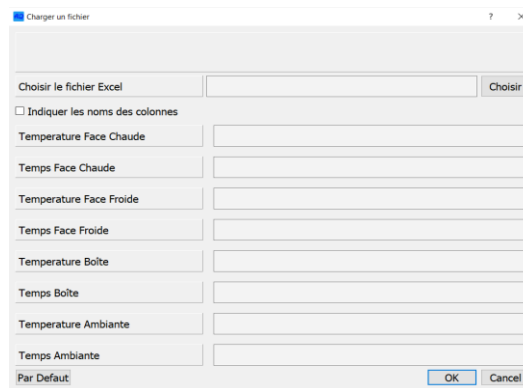 Charger un fichier
Choisir le fichier Excel
Choisir
Indiquer les noms des colonnes
Temperature Face Chaude
Temps Face Chaude
Temperature Face Froide
Temps Face Froide
Temperature Boîte
Temps Boîte
Temperature Ambiante
Temps Ambiante
Par Defaut
OK
Cancel